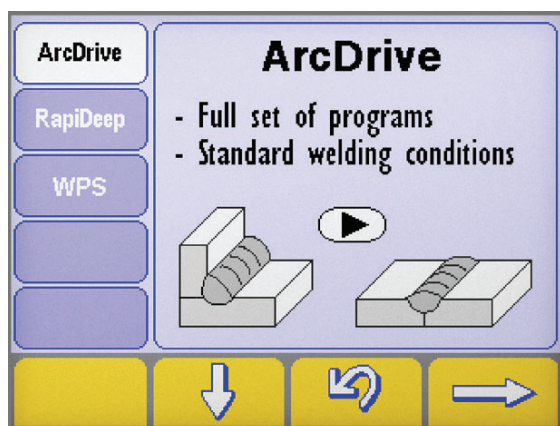 ArcDrive
RapiDeep
WPS
ArcDrive
- Full set of programs
- Standard welding conditions